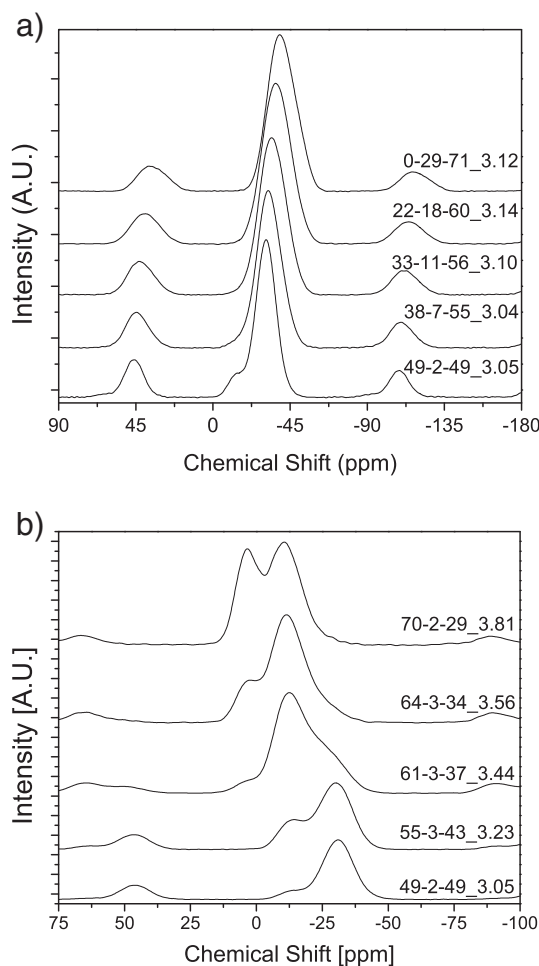 a)
Intensity (A.U.)
0-29-71_3.12
22-18-60_3.14
33-11-56_3.10
38-7-55_3.04
49-2-49_3.05
90 45 0 -45 -90 -135 -180
Chemical Shift (ppm)
b)
Intensity [A.U.]
70-2-29_3.81
64-3-34_3.56
61-3-37_3.44
55-3-43_3.23
49-2-49_3.05
75 50 25 0 -25 -50 -75 -100
Chemical Shift [ppm]